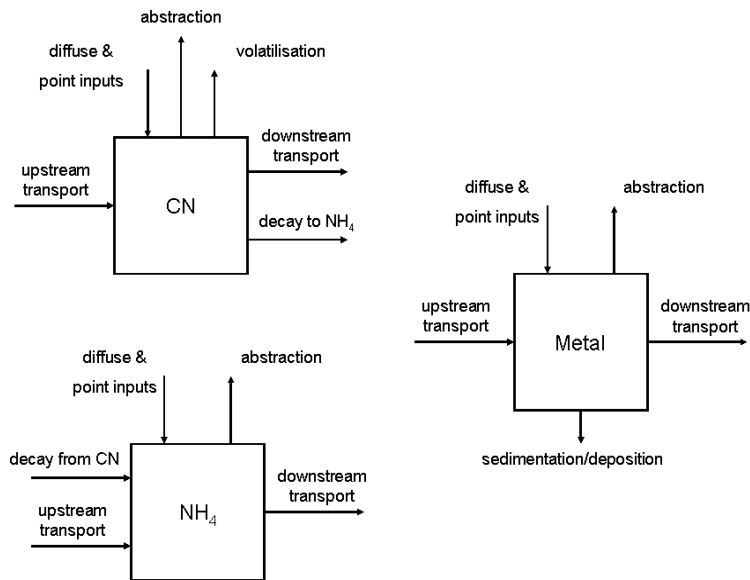 abstraction
diffuse &
point inputs
volatilisation
upstream
transport
CN
downstream
transport
decay to NH₄
diffuse &
point inputs
abstraction
upstream
transport
Metal
downstream
transport
sedimentation/deposition
diffuse &
point inputs
abstraction
decay from CN
upstream
transport
NH₄
downstream
transport